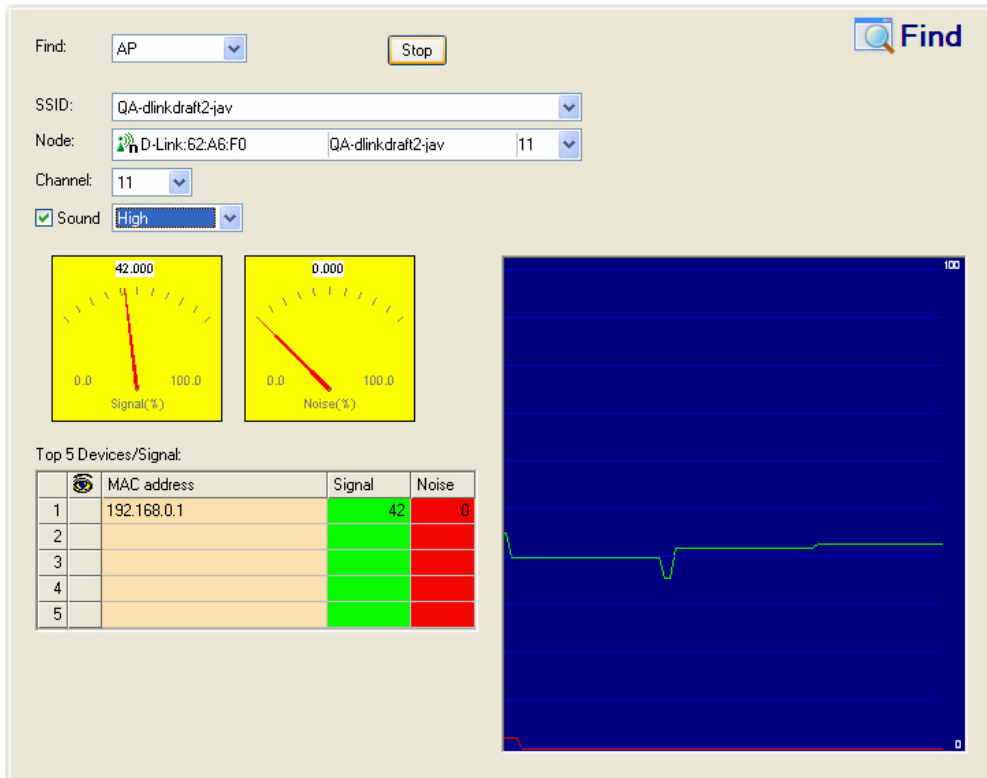 Find: AP Stop Find
SSID: QA-dlinkdraft2-jav
Node: n D-Link:62:A6:F0 QA-dlinkdraft2-jav 11
Channel: 11
Sound High
42.000 0.000 100
0.0 100.0 0.0 100.0
Signal(%) Noise(%)
Top 5 Devices/Signal:
MAC address Signal Noise
1 192.168.0.1 42 0
2
3
4
5
0